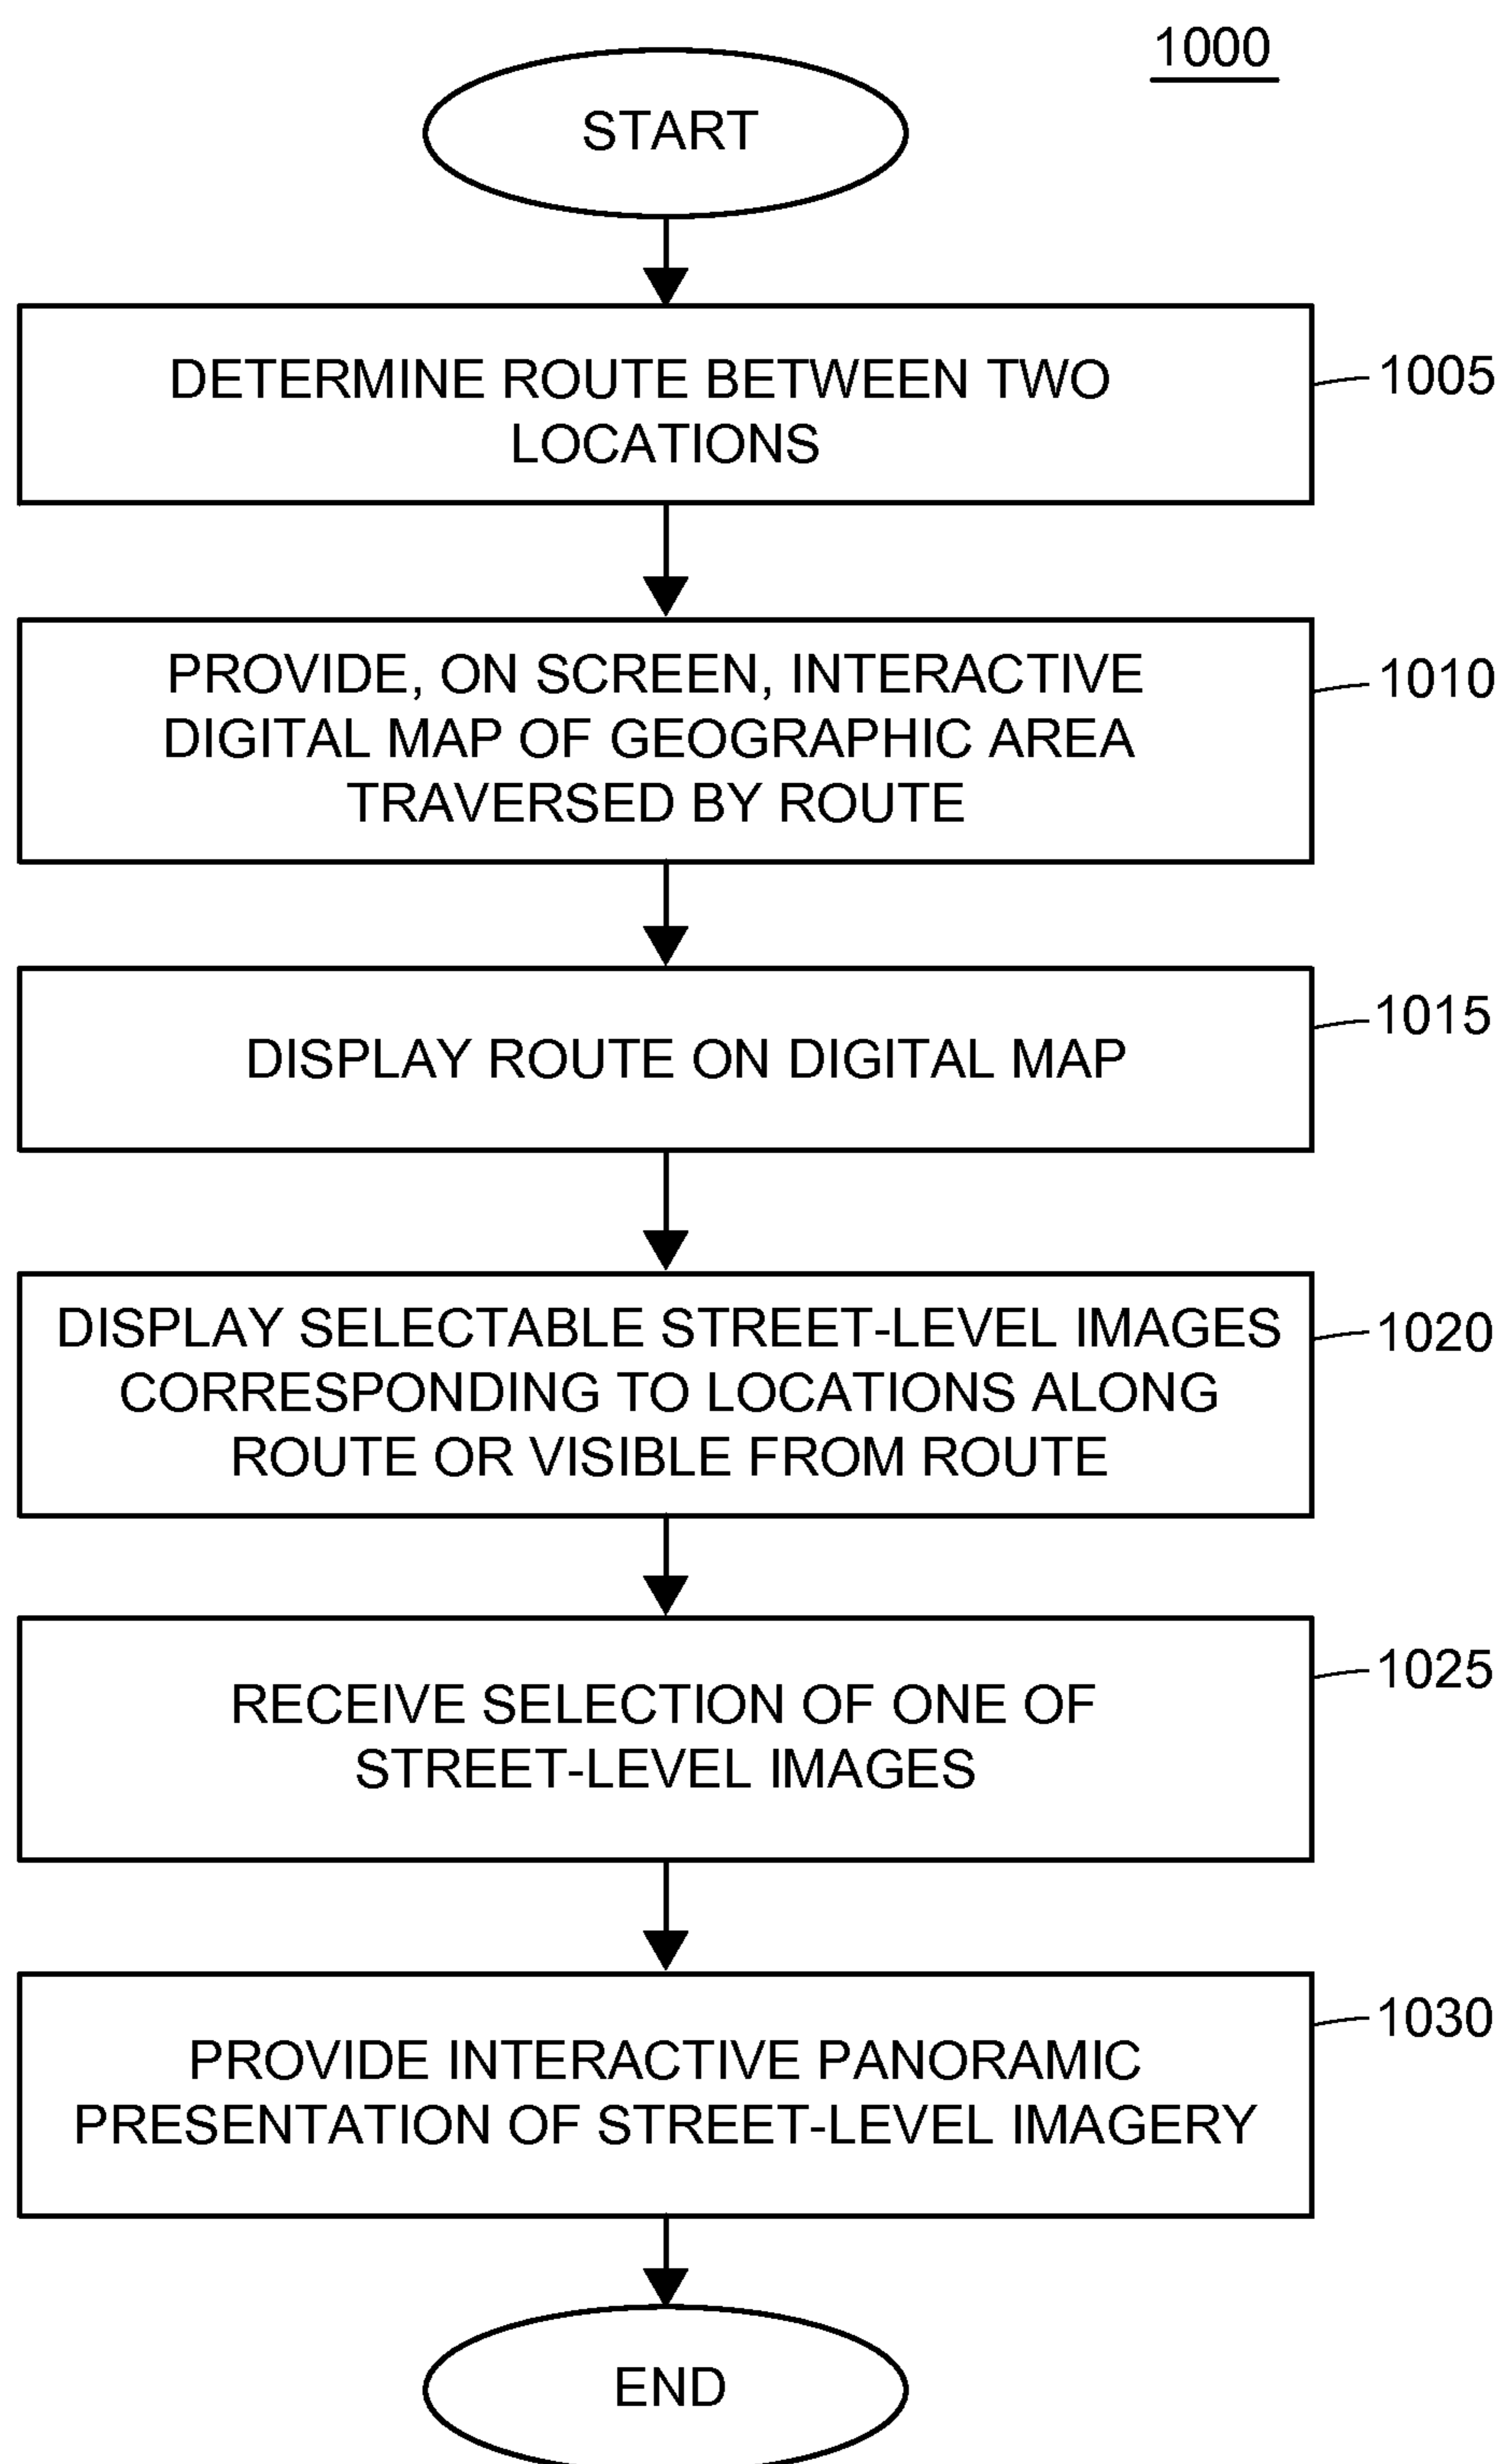 1000
START
DETERMINE ROUTE BETWEEN TWO
LOCATIONS
1005
PROVIDE, ON SCREEN, INTERACTIVE
DIGITAL MAP OF GEOGRAPHIC AREA
TRAVERSED BY ROUTE
1010
DISPLAY ROUTE ON DIGITAL MAP
1015
DISPLAY SELECTABLE STREET-LEVEL IMAGES
CORRESPONDING TO LOCATIONS ALONG
ROUTE OR VISIBLE FROM ROUTE
1020
RECEIVE SELECTION OF ONE OF
STREET-LEVEL IMAGES
1025
PROVIDE INTERACTIVE PANORAMIC
PRESENTATION OF STREET-LEVEL IMAGERY
1030
END